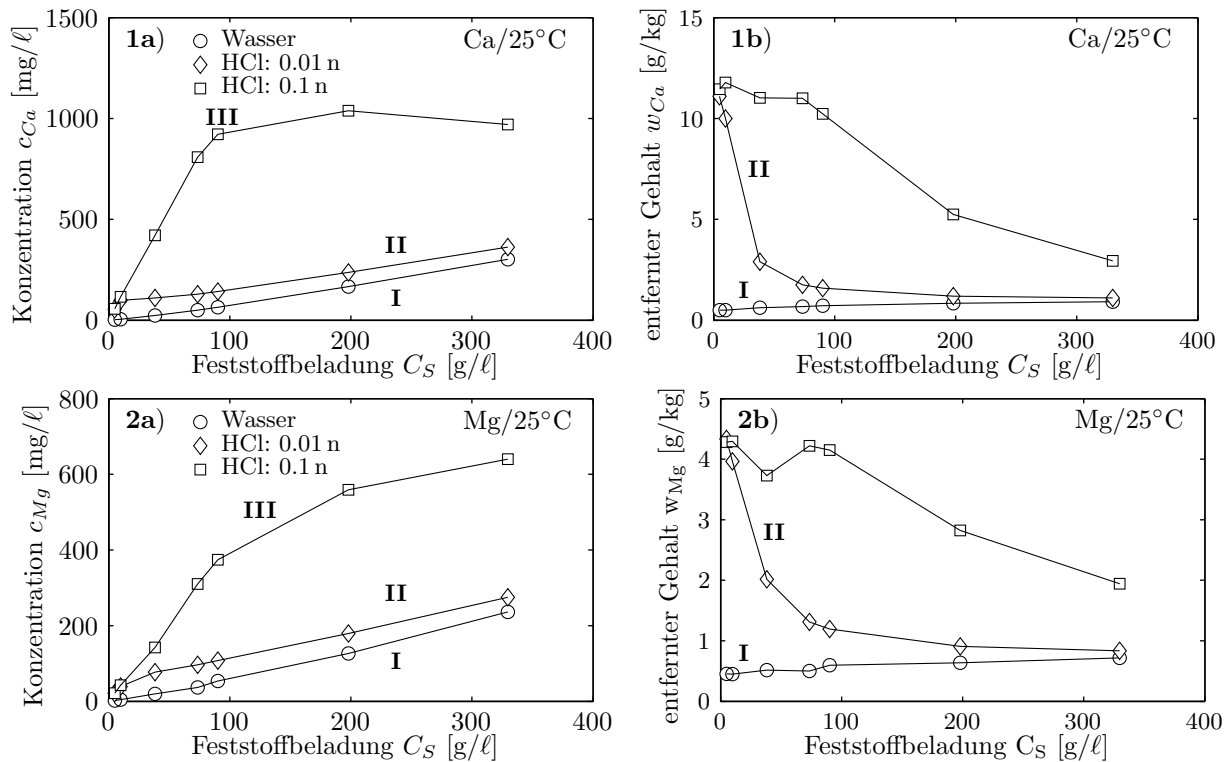 1a)
Ca/25°C
Wasser
HCl: 0.01 n
HCl: 0.1 n
III
II
I
1500
1000
500
0
0
100
200
300
400
Konzentration c_Ca [mg/ℓ]
Feststoffbeladung C_S [g/ℓ]
1b)
Ca/25°C
II
I
15
10
5
0
0
100
200
300
400
entfernter Gehalt w_Ca [g/kg]
Feststoffbeladung C_S [g/ℓ]
2a)
Mg/25°C
Wasser
HCl: 0.01 n
HCl: 0.1 n
III
II
I
800
600
400
200
0
0
100
200
300
400
Konzentration c_Mg [mg/ℓ]
Feststoffbeladung C_S [g/ℓ]
2b)
Mg/25°C
II
I
5
4
3
2
1
0
0
100
200
300
400
entfernter Gehalt w_Mg [g/kg]
Feststoffbeladung C_S [g/ℓ]